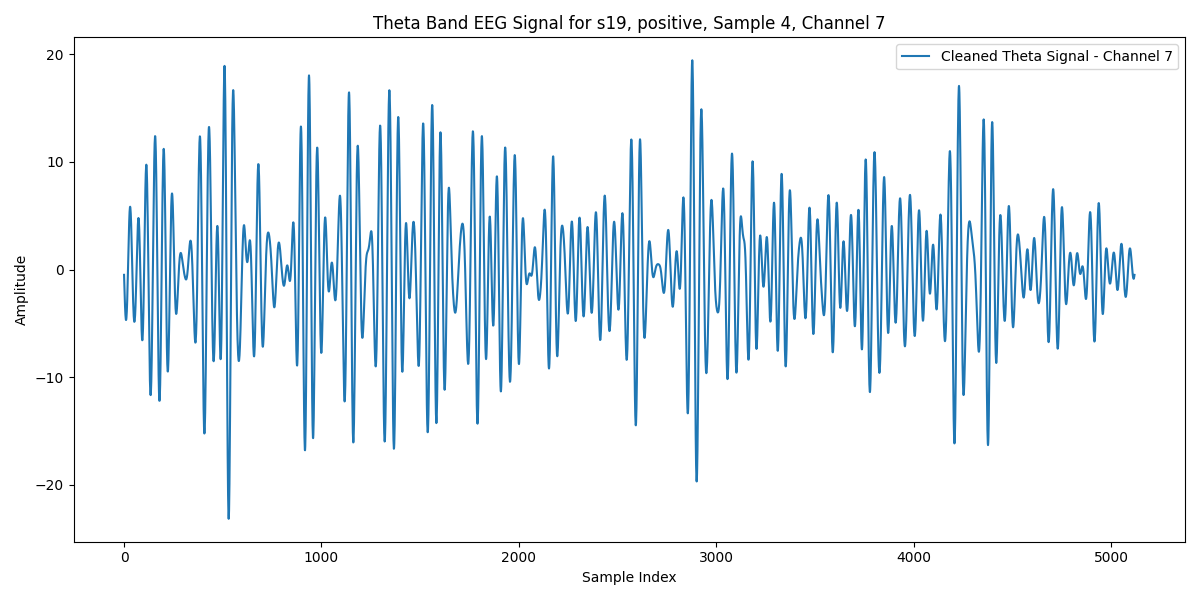 Theta Band EEG Signal for s19, positive, Sample 4, Channel 7
Cleaned Theta Signal - Channel 7
20
10
0
−10
−20
Amplitude
0 1000 2000 3000 4000 5000
Sample Index